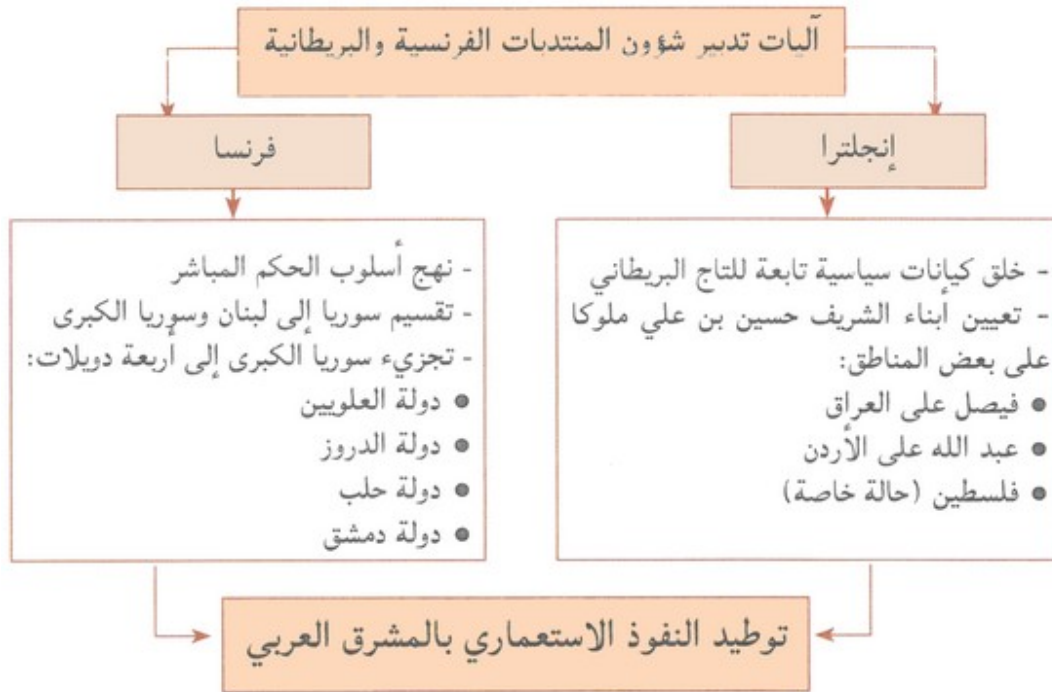 آليات تدبير شؤون المنتدبات الفرنسية والبريطانية
إنجلترا
- خلق كيانات سياسية تابعة للتاج البريطاني
- تعيين أبناء الشريف حسين بن علي ملوكا
على بعض المناطق:
● فيصل على العراق
● عبد الله على الأردن
● فلسطين (حالة خاصة)
فرنسا
- نهج أسلوب الحكم المباشر
- تقسيم سوريا إلى لبنان وسوريا الكبرى
- تجزيء سوريا الكبرى إلى أربعة دويلات:
● دولة العلويين
● دولة الدروز
● دولة حلب
● دولة دمشق
توطيد النفوذ الاستعماري بالمشرق العربي